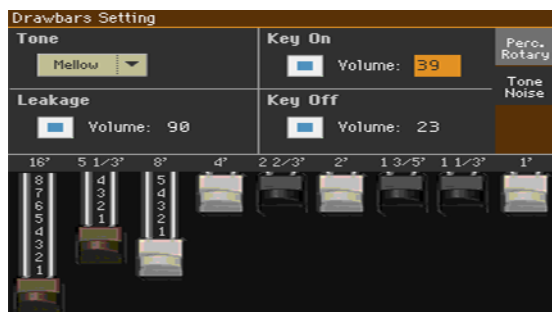 Drawbars Setting
Tone
Mellow
Key On
Volume: 39
Perc.
Rotary
Tone
Noise
Leakage
Volume: 90
Key Off
Volume: 23
16' 5 1/3' 8' 4' 2 2/3' 2' 1 3/5' 1 1/3' 1'
8 4 5
7 3 4
6 2 3
5 1 2
4 1
3
2
1